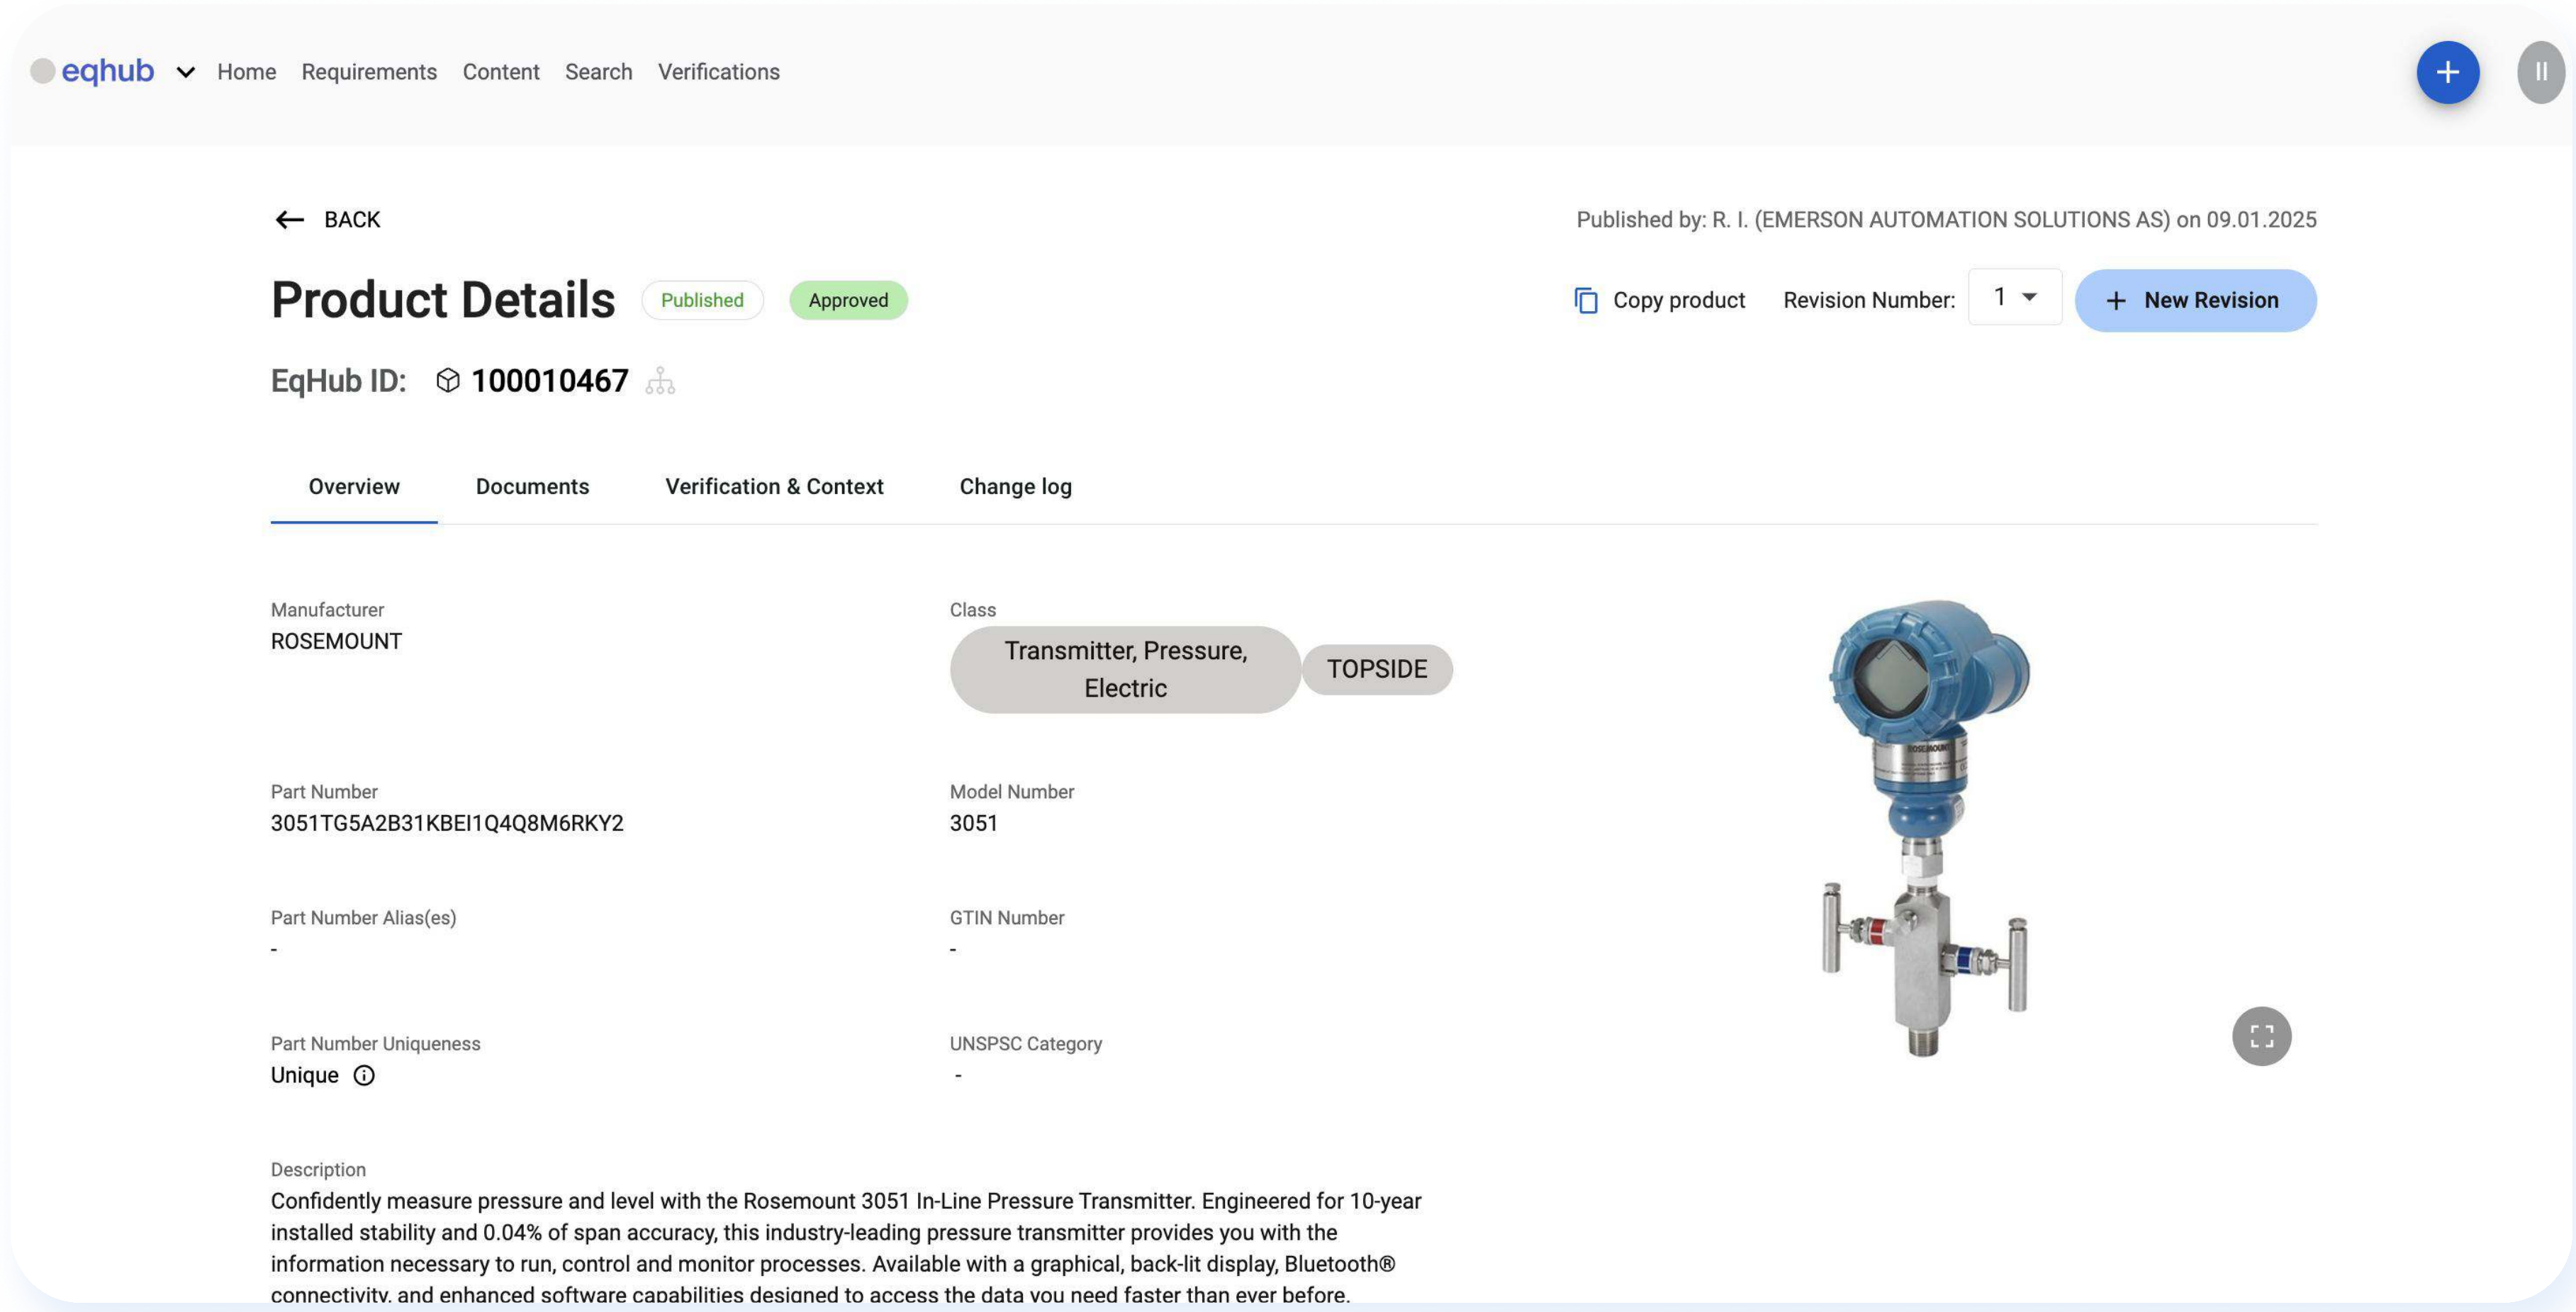 eqhub Home Requirements Content Search Verifications
BACK
Published by: R. I. (EMERSON AUTOMATION SOLUTIONS AS) on 09.01.2025
Product Details Published Approved
Copy product Revision Number: 1 + New Revision
EqHub ID: 100010467
Overview Documents Verification & Context Change log
Manufacturer
ROSEMOUNT
Class
Transmitter, Pressure,
Electric
TOPSIDE
Part Number
3051TG5A2B31KBEI1Q4Q8M6RKY2
Model Number
3051
Part Number Alias(es)
-
GTIN Number
-
Part Number Uniqueness
Unique
UNSPSC Category
-
ROSEMOUNT
Description
Confidently measure pressure and level with the Rosemount 3051 In-Line Pressure Transmitter. Engineered for 10-year
installed stability and 0.04% of span accuracy, this industry-leading pressure transmitter provides you with the
information necessary to run, control and monitor processes. Available with a graphical, back-lit display, Bluetooth®
connectivity, and enhanced software capabilities designed to access the data you need faster than ever before.